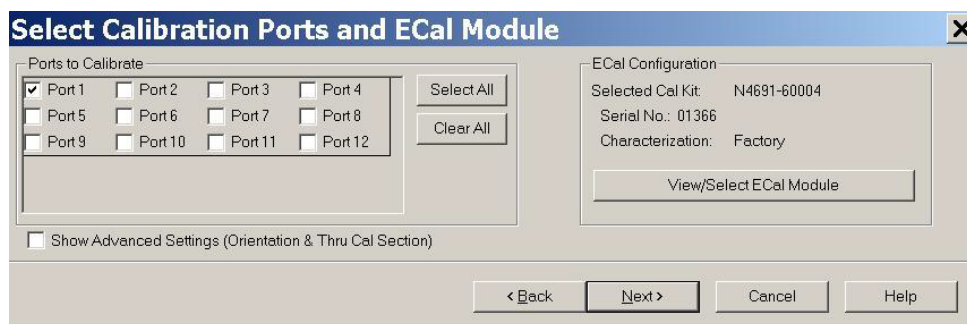 Select Calibration Ports and ECal Module
Ports to Calibrate
Port 1 Port 2 Port 3 Port 4
Port 5 Port 6 Port 7 Port 8
Port 9 Port 10 Port 11 Port 12
Select All
Clear All
ECal Configuration
Selected Cal Kit: N4691-60004
Serial No.: 01366
Characterization: Factory
View/Select ECal Module
Show Advanced Settings (Orientation & Thru Cal Section)
< Back Next > Cancel Help